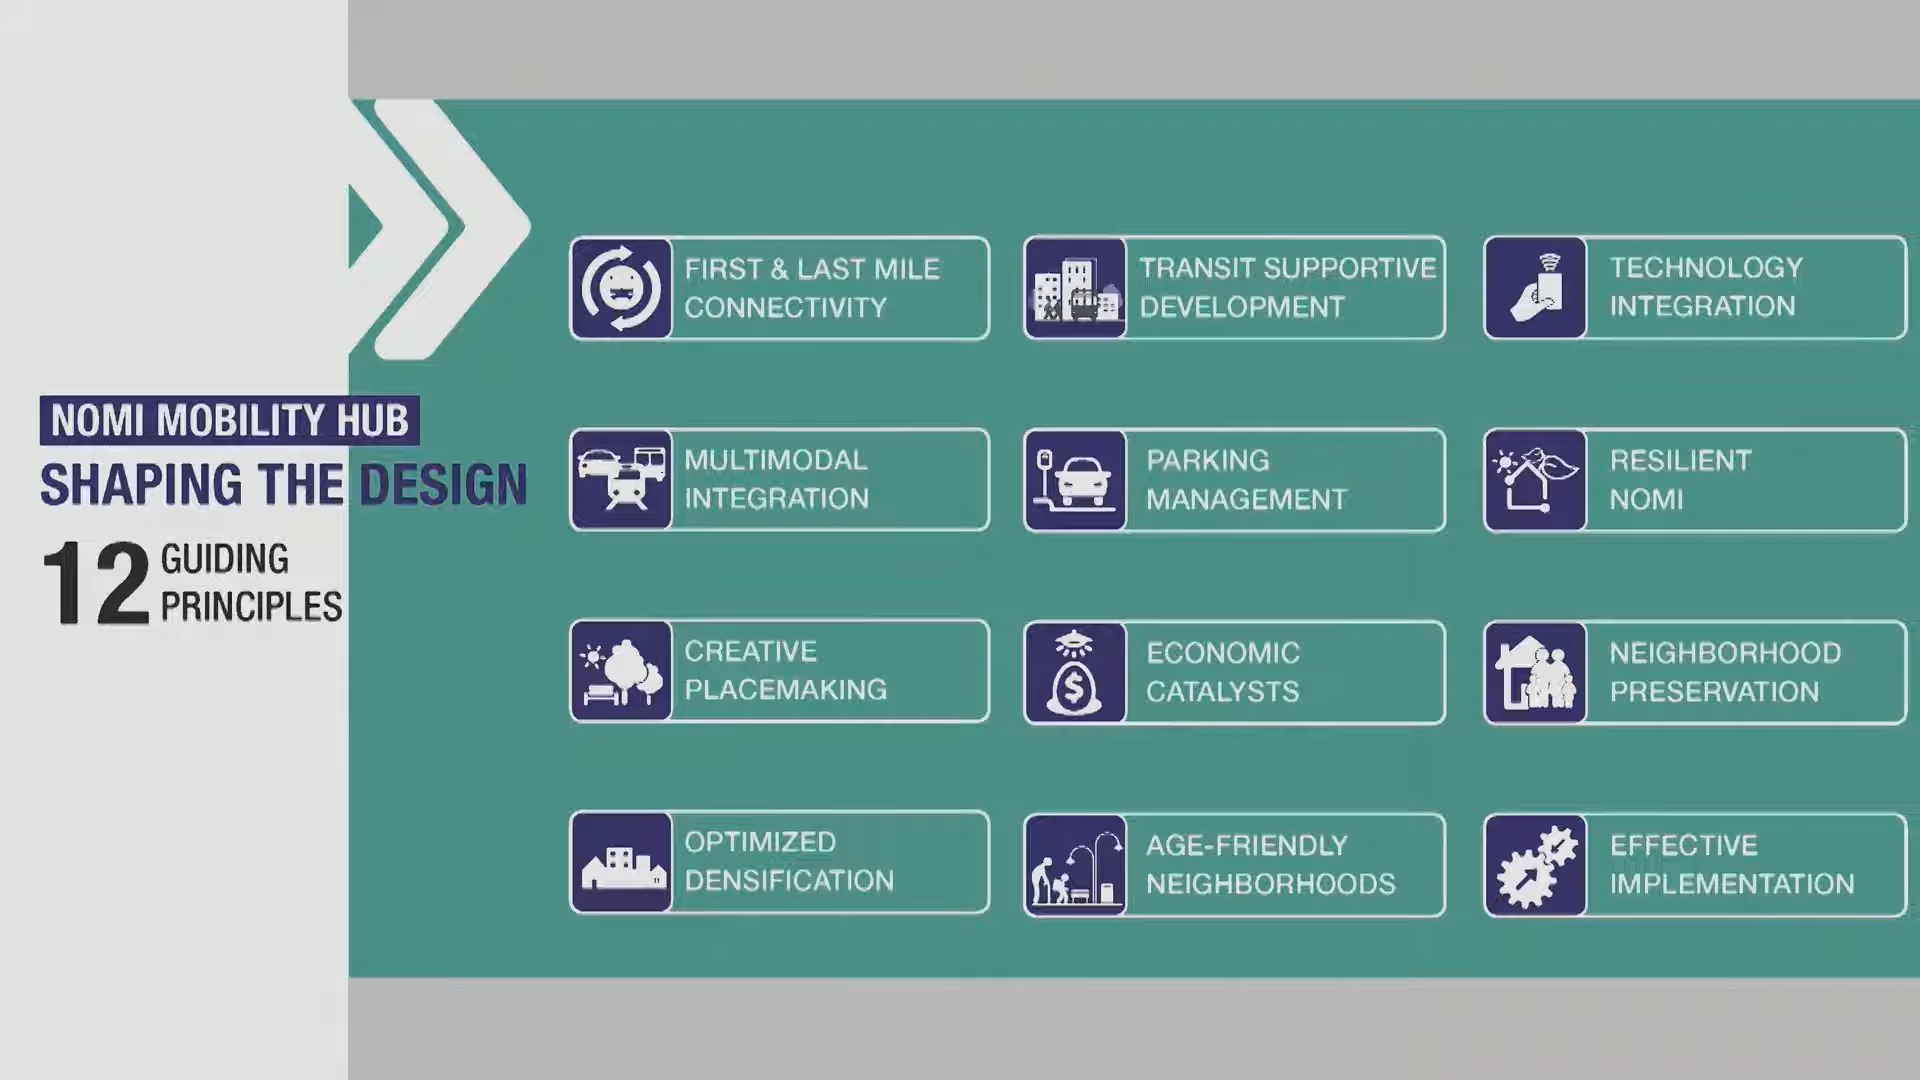 NOMI MOBILITY HUB
SHAPING THE DESIGN
12 GUIDING
PRINCIPLES
FIRST & LAST MILE
CONNECTIVITY
TRANSIT SUPPORTIVE
DEVELOPMENT
TECHNOLOGY
INTEGRATION
MULTIMODAL
INTEGRATION
PARKING
MANAGEMENT
RESILIENT
NOMI
CREATIVE
PLACEMAKING
ECONOMIC
CATALYSTS
NEIGHBORHOOD
PRESERVATION
OPTIMIZED
DENSIFICATION
AGE-FRIENDLY
NEIGHBORHOODS
EFFECTIVE
IMPLEMENTATION